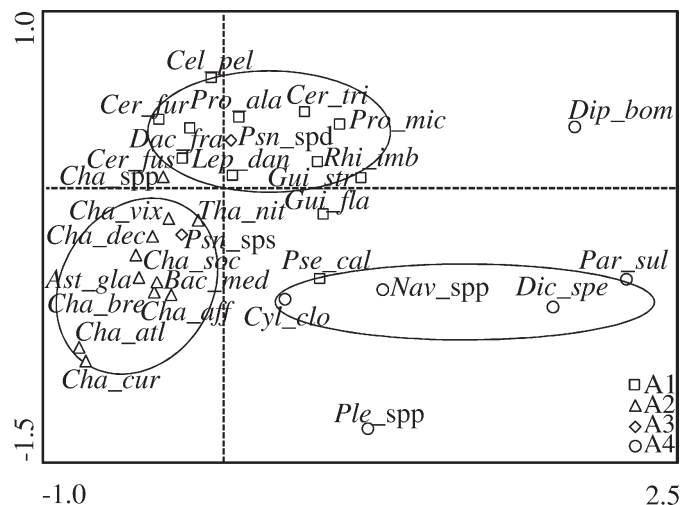 1.0
Cel_pel
Cer_fur Pro_ala Cer_tri
Dip_bom
Pro_mic
Dac_fra Psn_spd
Cer_fus Lep_dan Rhi_imb
Cha_spp Gui_str
Gui_fla
Cha_vix Tha_nit
Cha_dec Psn_sps
Cha_soc Pse_cal Par_sul
Ast_gla Bac_med Nav_spp Dic_spe
Cha_bre Cha_aff Cyl_clo
Cha_atl
Cha_cur
A1
A2
Ple_spp
A3
A4
-1.5
-1.0 2.5